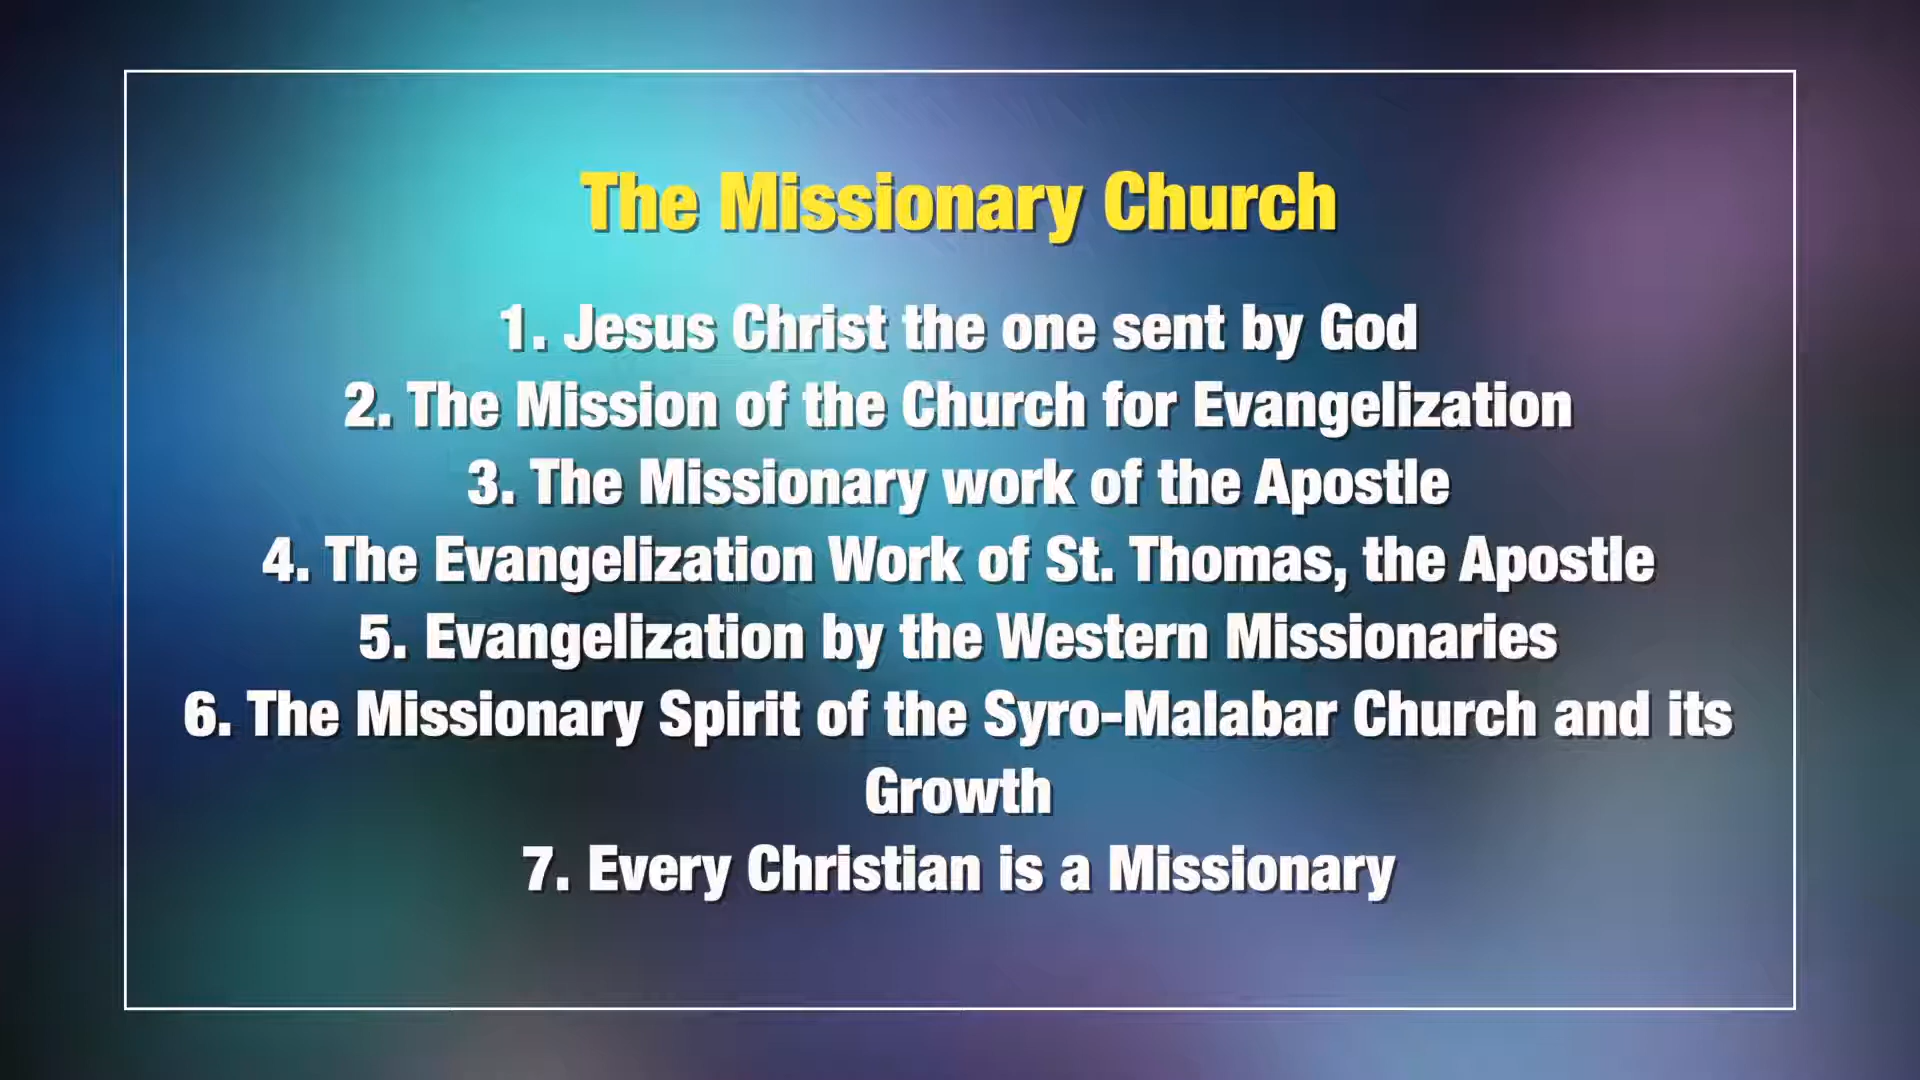 The Missionary Church
1. Jesus Christ the one sent by God
2. The Mission of the Church for Evangelization
3. The Missionary work of the Apostle
4. The Evangelization Work of St. Thomas, the Apostle
5. Evangelization by the Western Missionaries
6. The Missionary Spirit of the Syro-Malabar Church and its
Growth
7. Every Christian is a Missionary